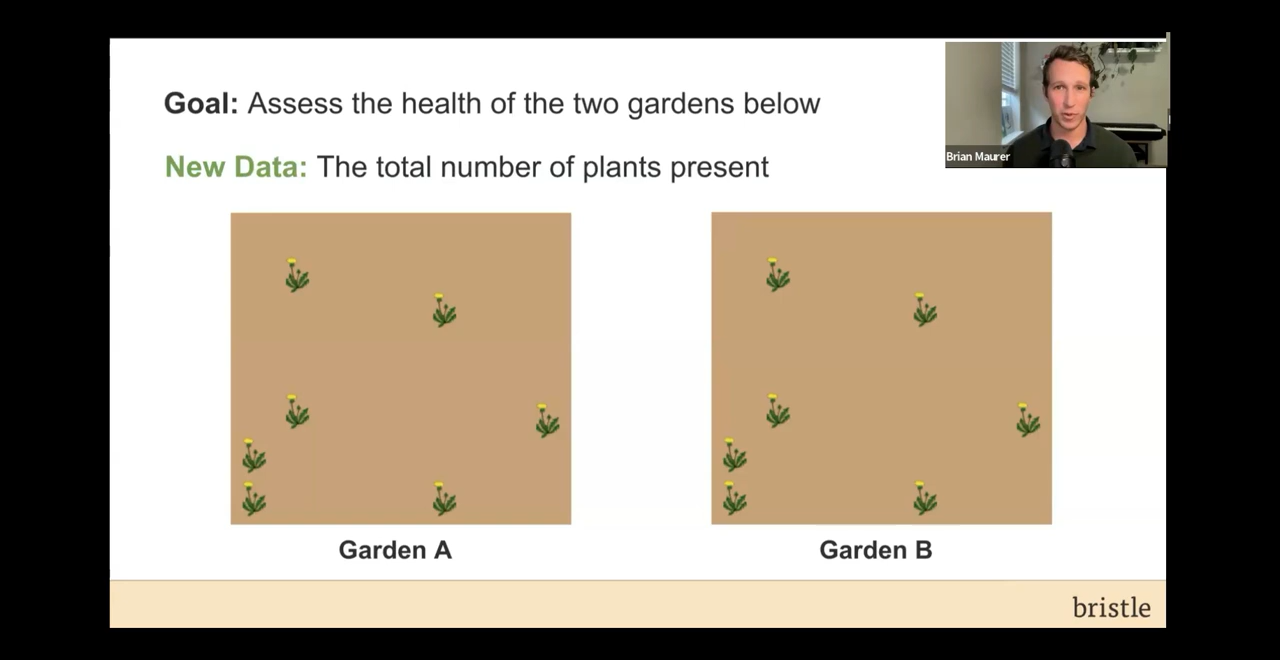 Goal: Assess the health of the two gardens below
Brian Maurer
New Data: The total number of plants present
Garden A
Garden B
bristle